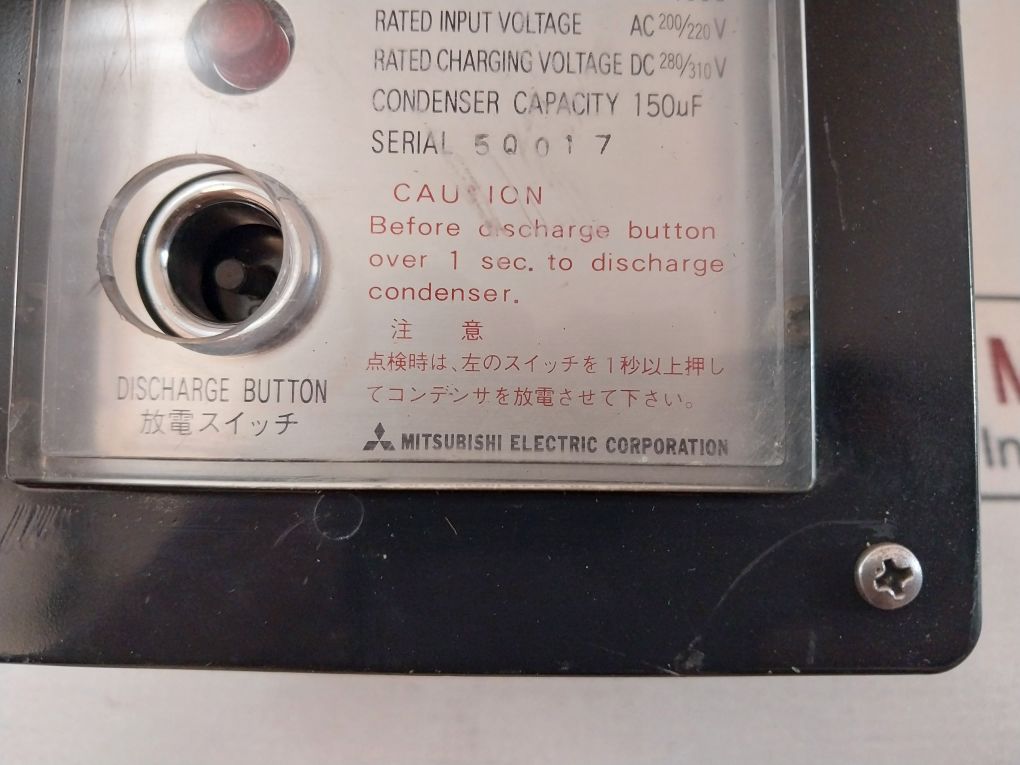 RATED INPUT VOLTAGE AC 200/220 V
RATED CHARGING VOLTAGE DC 280/310 V
CONDENSER CAPACITY 150uF
SERIAL 5Q017
CAUTION
Before discharge button
over 1 sec. to discharge
condenser.
注 意
点検時は、左のスイッチを1秒以上押し
てコンデンサを放電させて下さい。
DISCHARGE BUTTON
放電スイッチ
MITSUBISHI ELECTRIC CORPORATION